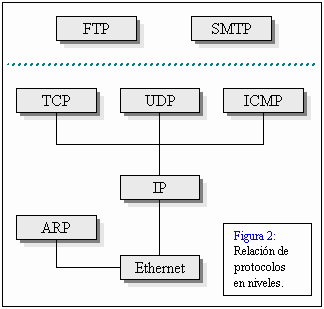 FTP SMTP
TCP UDP ICMP
IP
ARP
Ethernet
Figura 2:
Relación de
protocolos
en niveles.